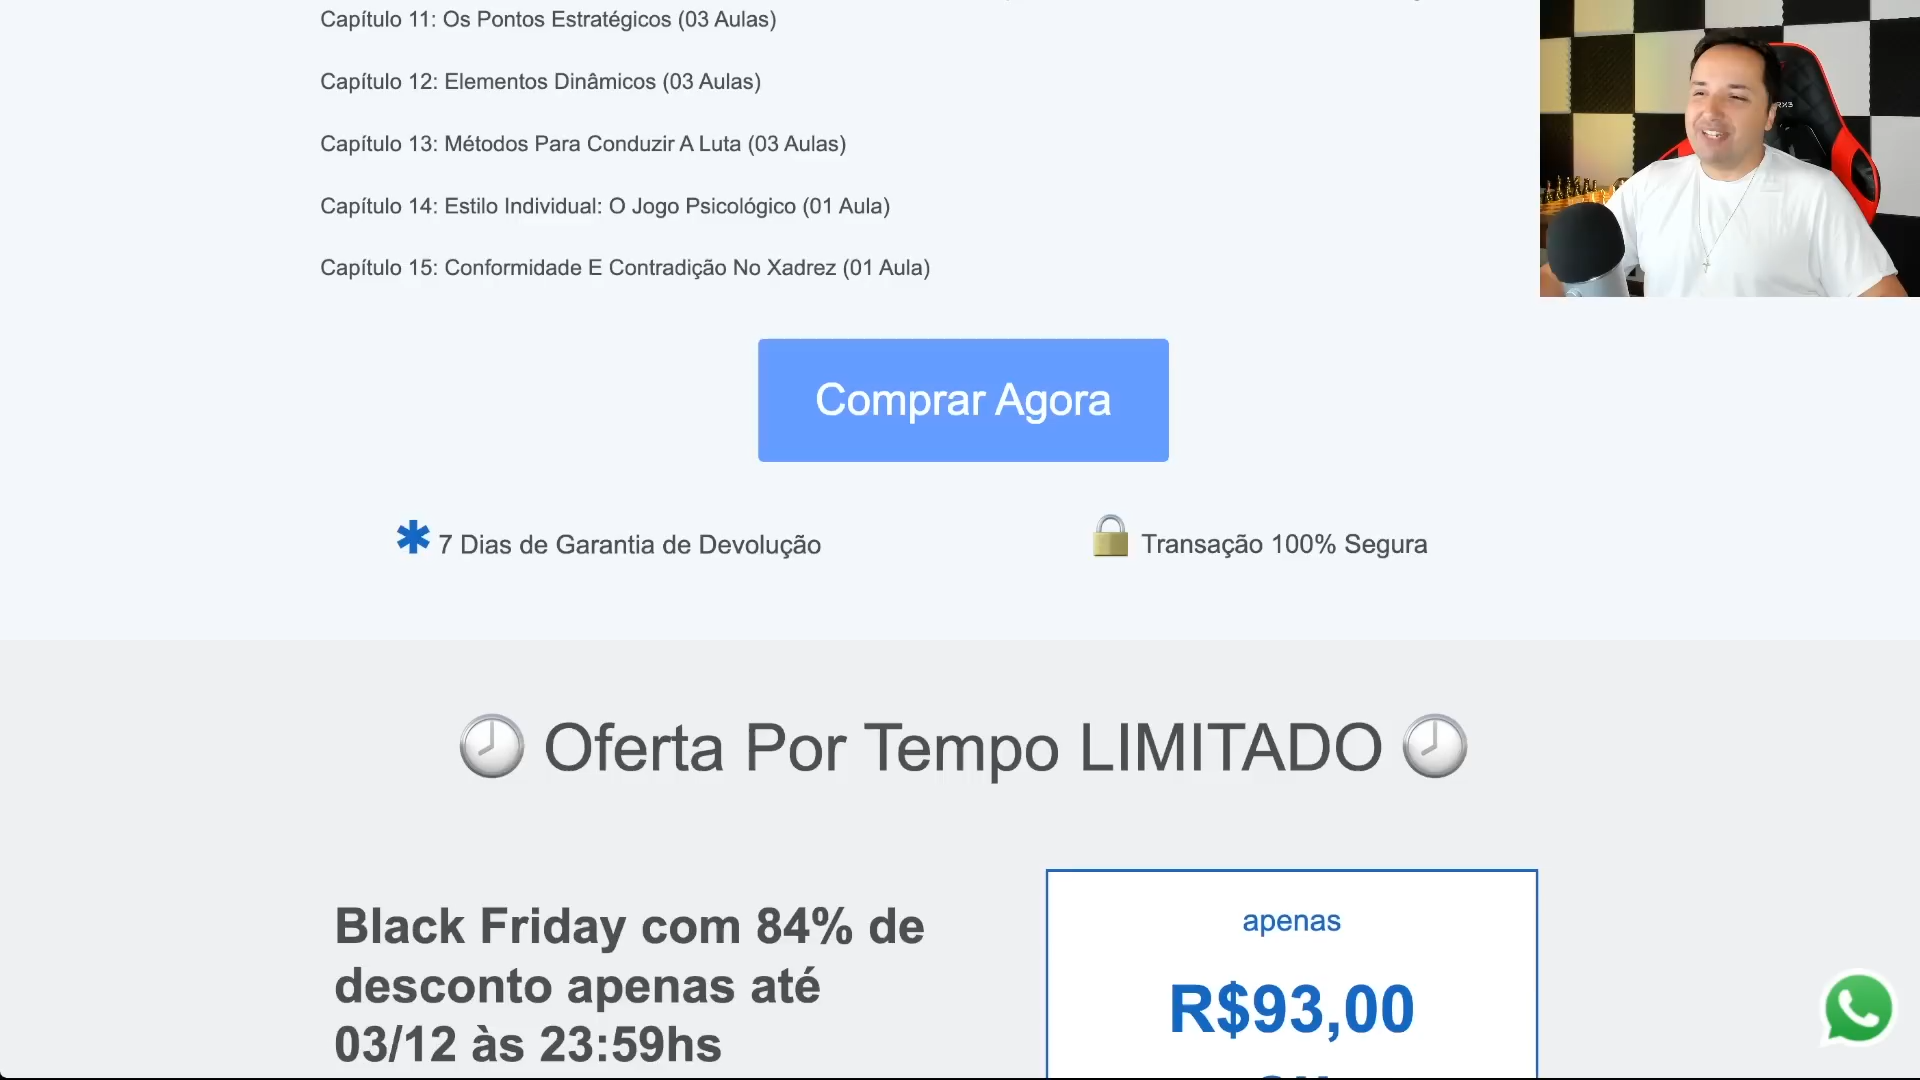 Capítulo 11: Os Pontos Estratégicos (03 Aulas)
Capítulo 12: Elementos Dinâmicos (03 Aulas)
Capítulo 13: Métodos Para Conduzir A Luta (03 Aulas)
Capítulo 14: Estilo Individual: O Jogo Psicológico (01 Aula)
Capítulo 15: Conformidade E Contradição No Xadrez (01 Aula)
Comprar Agora
7 Dias de Garantia de Devolução
Transação 100% Segura
Oferta Por Tempo LIMITADO
Black Friday com 84% de
desconto apenas até
03/12 às 23:59hs
apenas
R$93,00